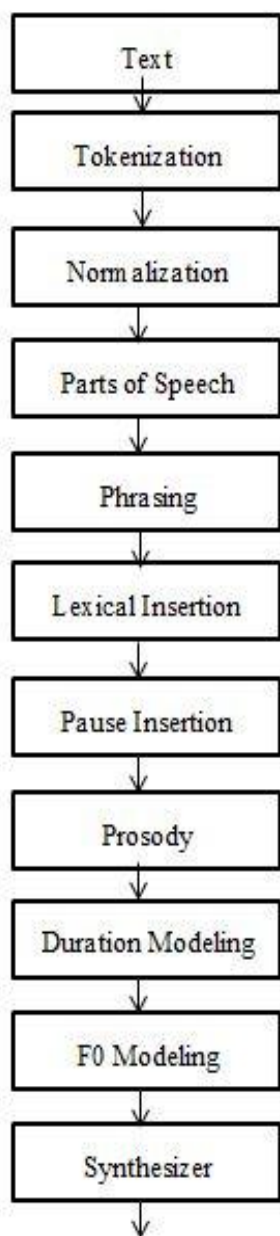 Text
Tokenization
Normalization
Parts of Speech
Phrasing
Lexical Insertion
Pause Insertion
Prosody
Duration Modeling
F0 Modeling
Synthesizer